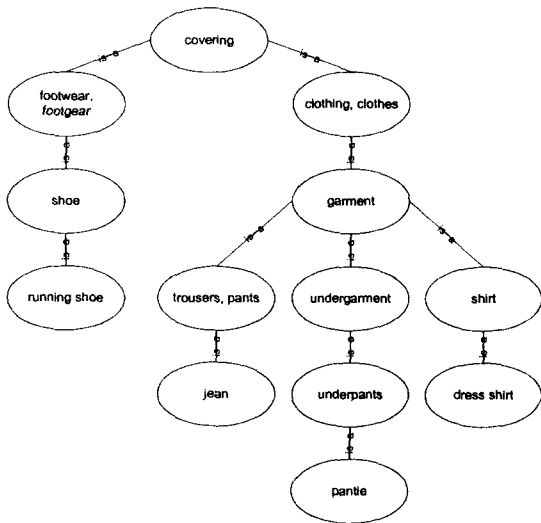 covering
footwear,
footgear
clothing, clothes
shoe
garment
running shoe
trousers, pants
undergarment
shirt
jean
underpants
dress shirt
pantie